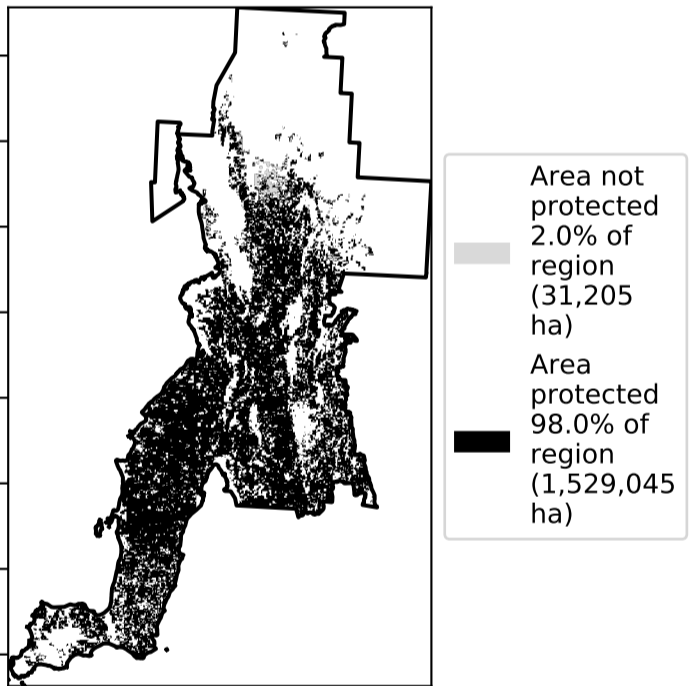 Area not
protected
2.0% of
region
(31,205
ha)
Area
protected
98.0% of
region
(1,529,045
ha)